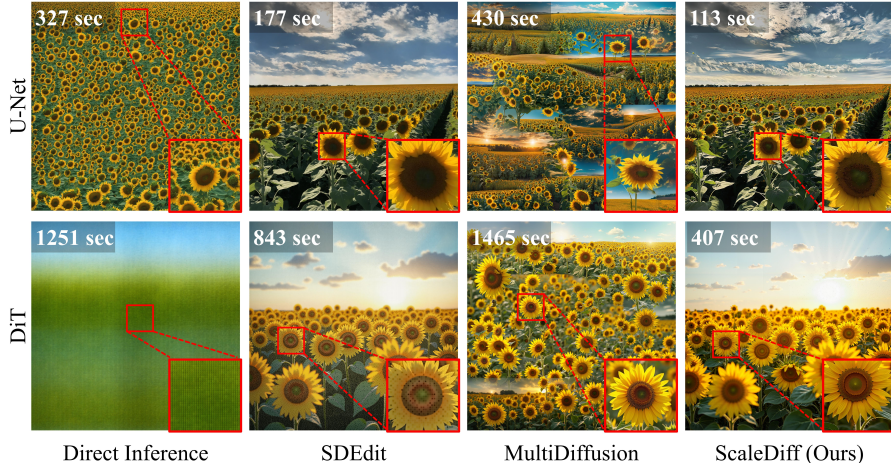 327 sec
177 sec
430 sec
113 sec
U-Net
1251 sec
843 sec
1465 sec
407 sec
DiT
Direct Inference
SDEdit
MultiDiffusion
ScaleDiff (Ours)